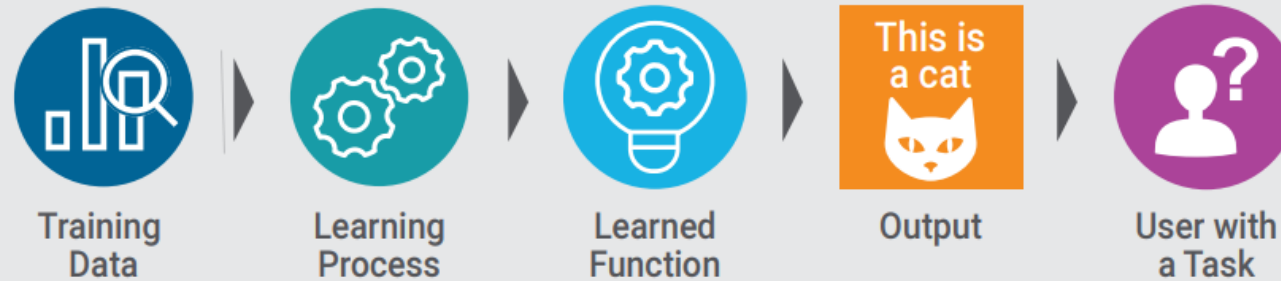 This is
a cat
Training
Data
Learning
Process
Learned
Function
Output
User with
a Task
?